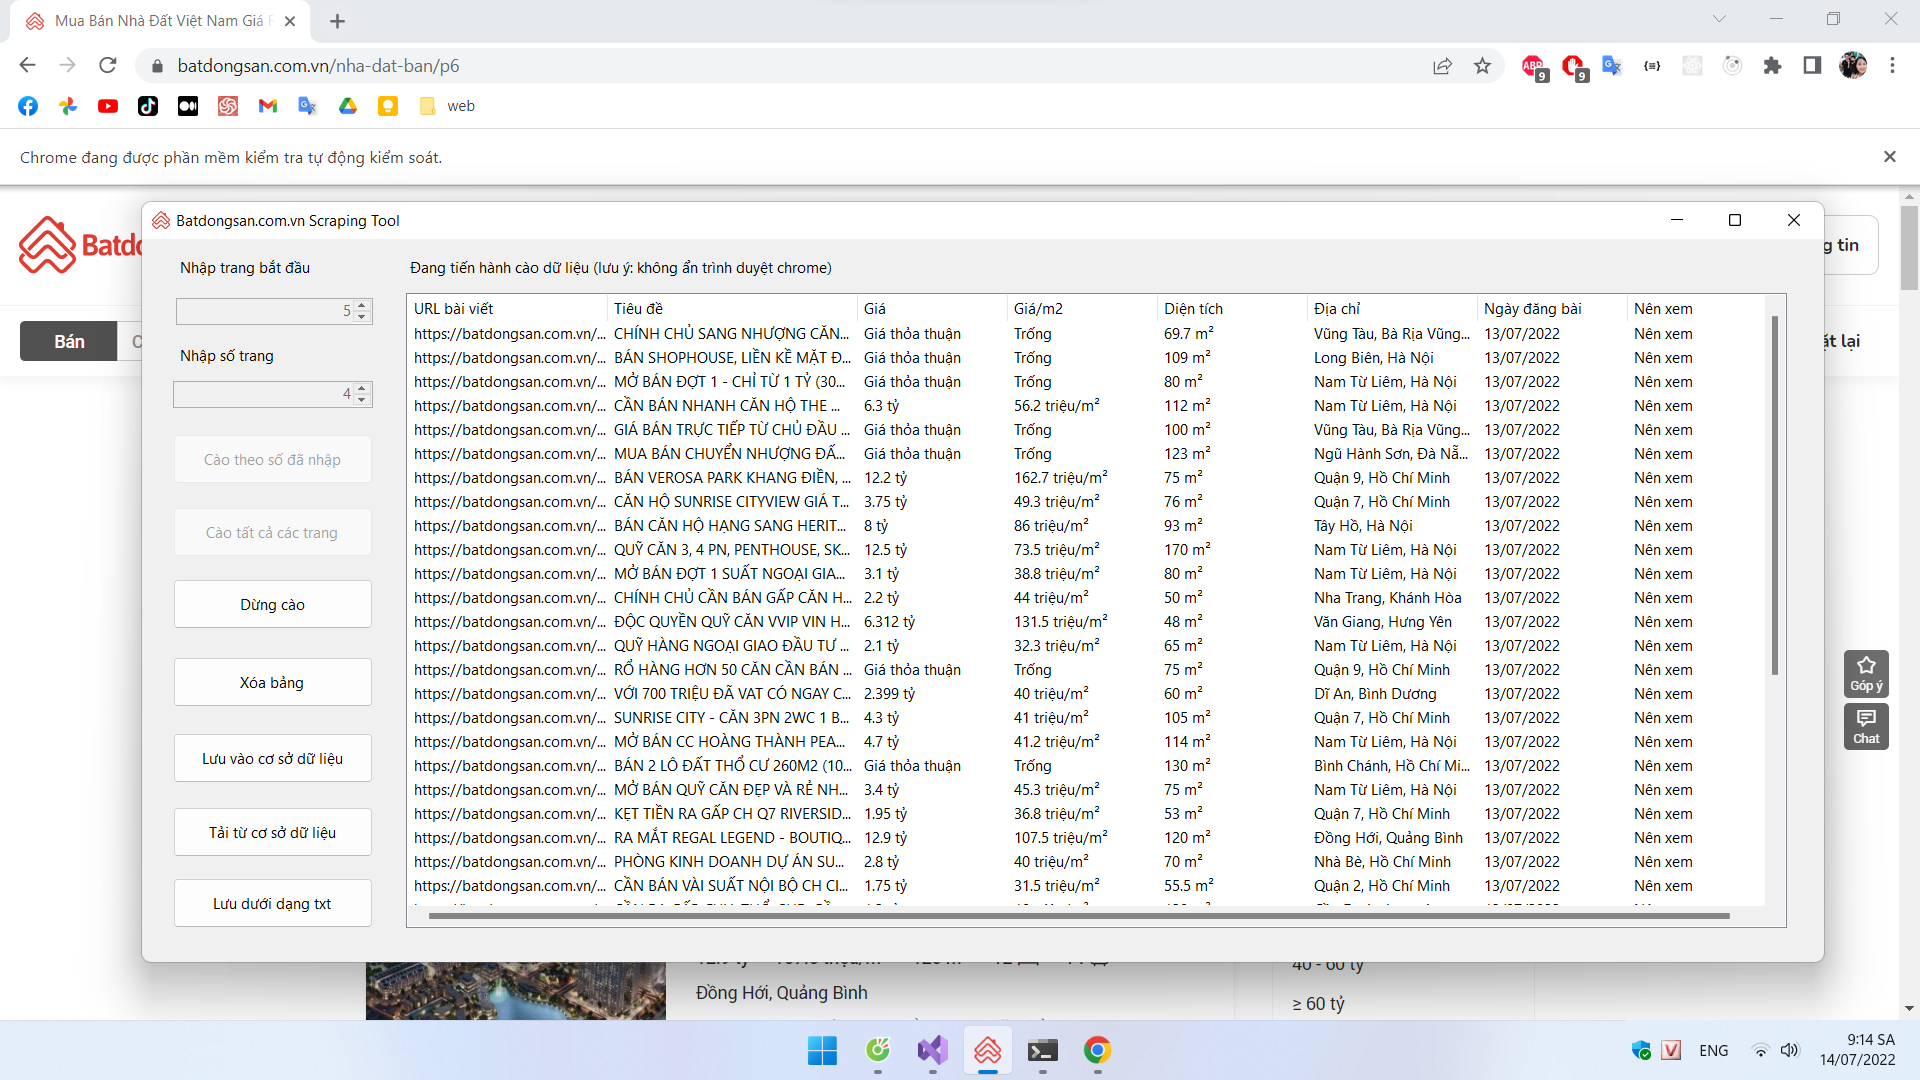 Mua Bán Nhà Đất Việt Nam Giá
batdongsan.com.vn/nha-dat-ban/p6
ABP 9 9
web
Chrome đang được phần mềm kiểm tra tự động kiểm soát.
Batdongsan.com.vn Scraping Tool
Batdo
g tin
Nhập trang bắt đầu
Đang tiến hành cào dữ liệu (lưu ý: không ẩn trình duyệt chrome)
5
Nhập số trang
4
Bán
ặt lại
Cào theo số đã nhập
Cào tất cả các trang
Dừng cào
Xóa bảng
Lưu vào cơ sở dữ liệu
Tải từ cơ sở dữ liệu
Lưu dưới dạng txt
URL bài viết Tiêu đề Giá Giá/m2 Diện tích Địa chỉ Ngày đăng bài Nên xem
https://batdongsan.com.vn/... CHÍNH CHỦ SANG NHƯỢNG CĂN... Giá thỏa thuận Trống 69.7 m² Vũng Tàu, Bà Rịa Vũng... 13/07/2022 Nên xem
https://batdongsan.com.vn/... BÁN SHOPHOUSE, LIỀN KỀ MẶT Đ... Giá thỏa thuận Trống 109 m² Long Biên, Hà Nội 13/07/2022 Nên xem
https://batdongsan.com.vn/... MỞ BÁN ĐỢT 1 - CHỈ TỪ 1 TỶ (30... Giá thỏa thuận Trống 80 m² Nam Từ Liêm, Hà Nội 13/07/2022 Nên xem
https://batdongsan.com.vn/... CẦN BÁN NHANH CĂN HỘ THE ... 6.3 tỷ 56.2 triệu/m² 112 m² Nam Từ Liêm, Hà Nội 13/07/2022 Nên xem
https://batdongsan.com.vn/... GIÁ BÁN TRỰC TIẾP TỪ CHỦ ĐẦU ... Giá thỏa thuận Trống 100 m² Vũng Tàu, Bà Rịa Vũng... 13/07/2022 Nên xem
https://batdongsan.com.vn/... MUA BÁN CHUYỂN NHƯỢNG ĐẤ... Giá thỏa thuận Trống 123 m² Ngũ Hành Sơn, Đà Nẵ... 13/07/2022 Nên xem
https://batdongsan.com.vn/... BÁN VEROSA PARK KHANG ĐIỀN, ... 12.2 tỷ 162.7 triệu/m² 75 m² Quận 9, Hồ Chí Minh 13/07/2022 Nên xem
https://batdongsan.com.vn/... CĂN HỘ SUNRISE CITYVIEW GIÁ T... 3.75 tỷ 49.3 triệu/m² 76 m² Quận 7, Hồ Chí Minh 13/07/2022 Nên xem
https://batdongsan.com.vn/... BÁN CĂN HỘ HẠNG SANG HERIT... 8 tỷ 86 triệu/m² 93 m² Tây Hồ, Hà Nội 13/07/2022 Nên xem
https://batdongsan.com.vn/... QUỸ CĂN 3, 4 PN, PENTHOUSE, SK... 12.5 tỷ 73.5 triệu/m² 170 m² Nam Từ Liêm, Hà Nội 13/07/2022 Nên xem
https://batdongsan.com.vn/... MỞ BÁN ĐỢT 1 SUẤT NGOẠI GIA... 3.1 tỷ 38.8 triệu/m² 80 m² Nam Từ Liêm, Hà Nội 13/07/2022 Nên xem
https://batdongsan.com.vn/... CHÍNH CHỦ CẦN BÁN GẤP CĂN H... 2.2 tỷ 44 triệu/m² 50 m² Nha Trang, Khánh Hòa 13/07/2022 Nên xem
https://batdongsan.com.vn/... ĐỘC QUYỀN QUỸ CĂN VVIP VIN H... 6.312 tỷ 131.5 triệu/m² 48 m² Văn Giang, Hưng Yên 13/07/2022 Nên xem
https://batdongsan.com.vn/... QUỸ HÀNG NGOẠI GIAO ĐẦU TƯ ... 2.1 tỷ 32.3 triệu/m² 65 m² Nam Từ Liêm, Hà Nội 13/07/2022 Nên xem
https://batdongsan.com.vn/... RỔ HÀNG HƠN 50 CĂN CẦN BÁN ... Giá thỏa thuận Trống 75 m² Quận 9, Hồ Chí Minh 13/07/2022 Nên xem
https://batdongsan.com.vn/... VỚI 700 TRIỆU ĐÃ VAT CÓ NGAY C... 2.399 tỷ 40 triệu/m² 60 m² Dĩ An, Bình Dương 13/07/2022 Nên xem
https://batdongsan.com.vn/... SUNRISE CITY - CĂN 3PN 2WC 1 B... 4.3 tỷ 41 triệu/m² 105 m² Quận 7, Hồ Chí Minh 13/07/2022 Nên xem
https://batdongsan.com.vn/... MỞ BÁN CC HOÀNG THÀNH PEA... 4.7 tỷ 41.2 triệu/m² 114 m² Nam Từ Liêm, Hà Nội 13/07/2022 Nên xem
https://batdongsan.com.vn/... BÁN 2 LÔ ĐẤT THỔ CƯ 260M2 (10... Giá thỏa thuận Trống 130 m² Bình Chánh, Hồ Chí Mi... 13/07/2022 Nên xem
https://batdongsan.com.vn/... MỞ BÁN QUỸ CĂN ĐẸP VÀ RẺ NH... 3.4 tỷ 45.3 triệu/m² 75 m² Nam Từ Liêm, Hà Nội 13/07/2022 Nên xem
https://batdongsan.com.vn/... KẸT TIỀN RA GẤP CH Q7 RIVERSID... 1.95 tỷ 36.8 triệu/m² 53 m² Quận 7, Hồ Chí Minh 13/07/2022 Nên xem
https://batdongsan.com.vn/... RA MẮT REGAL LEGEND - BOUTIQ... 12.9 tỷ 107.5 triệu/m² 120 m² Đồng Hới, Quảng Bình 13/07/2022 Nên xem
https://batdongsan.com.vn/... PHÒNG KINH DOANH DỰ ÁN SU... 2.8 tỷ 40 triệu/m² 70 m² Nhà Bè, Hồ Chí Minh 13/07/2022 Nên xem
https://batdongsan.com.vn/... CẦN BÁN VÀI SUẤT NỘI BỘ CH CI... 1.75 tỷ 31.5 triệu/m² 55.5 m² Quận 2, Hồ Chí Minh 13/07/2022 Nên xem
Góp ý
Chat
40 - 60 tỷ
Đồng Hới, Quảng Bình
≥ 60 tỷ
ENG
9:14 SA
14/07/2022